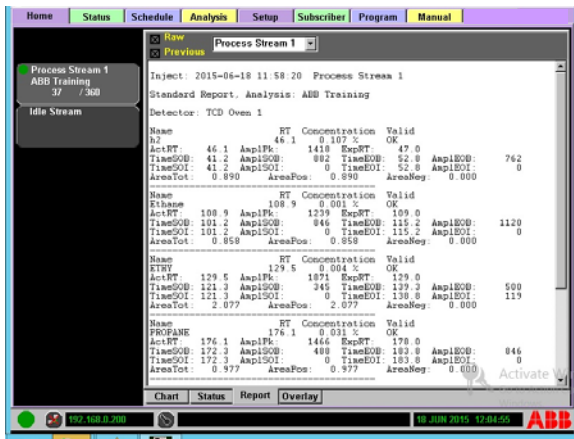 Home Status Schedule Analysis Setup Subscriber Program Manual
Raw
Previous
Process Stream 1
Process Stream 1
ABB Training
37 / 360
Idle Stream
Inject: 2015-06-18 11:58:20 Process Stream 1
Standard Report, Analysis: ABB Training
Detector: TCD Oven 1
Name RT Concentration Valid
h2 46.1 0.107 % OK
ActRT: 46.1 AmplPk: 1418 ExpRT: 47.0
TimeSOB: 41.2 AmplSOB: 882 TimeEOB: 52.8 AmplEOB: 762
TimeSOI: 41.2 AmplSOI: 0 TimeEOI: 52.8 AmplEOI: 0
AreaTot: 0.890 AreaPos: 0.890 AreaNeg: 0.000
Name RT Concentration Valid
Ethane 108.9 0.001 % OK
ActRT: 108.9 AmplPk: 1239 ExpRT: 109.0
TimeSOB: 101.2 AmplSOB: 846 TimeEOB: 115.2 AmplEOB: 1120
TimeSOI: 101.2 AmplSOI: 0 TimeEOI: 115.2 AmplEOI: 0
AreaTot: 0.858 AreaPos: 0.858 AreaNeg: 0.000
Name RT Concentration Valid
ETHY 129.5 0.004 % OK
ActRT: 129.5 AmplPk: 1871 ExpRT: 129.0
TimeSOB: 121.3 AmplSOB: 345 TimeEOB: 139.3 AmplEOB: 500
TimeSOI: 121.3 AmplSOI: 0 TimeEOI: 138.8 AmplEOI: 119
AreaTot: 2.077 AreaPos: 2.077 AreaNeg: 0.000
Name RT Concentration Valid
PROPANE 176.1 0.031 % OK
ActRT: 176.1 AmplPk: 1466 ExpRT: 178.0
TimeSOB: 172.3 AmplSOB: 488 TimeEOB: 183.8 AmplEOB: 846
TimeSOI: 172.3 AmplSOI: 0 TimeEOI: 183.8 AmplEOI: 0
AreaTot: 0.977 AreaPos: 0.977 AreaNeg: 0.000
Activate W
Chart Status Report Overlay
192.168.0.200 18 JUN 2015 12:04:55 ABB